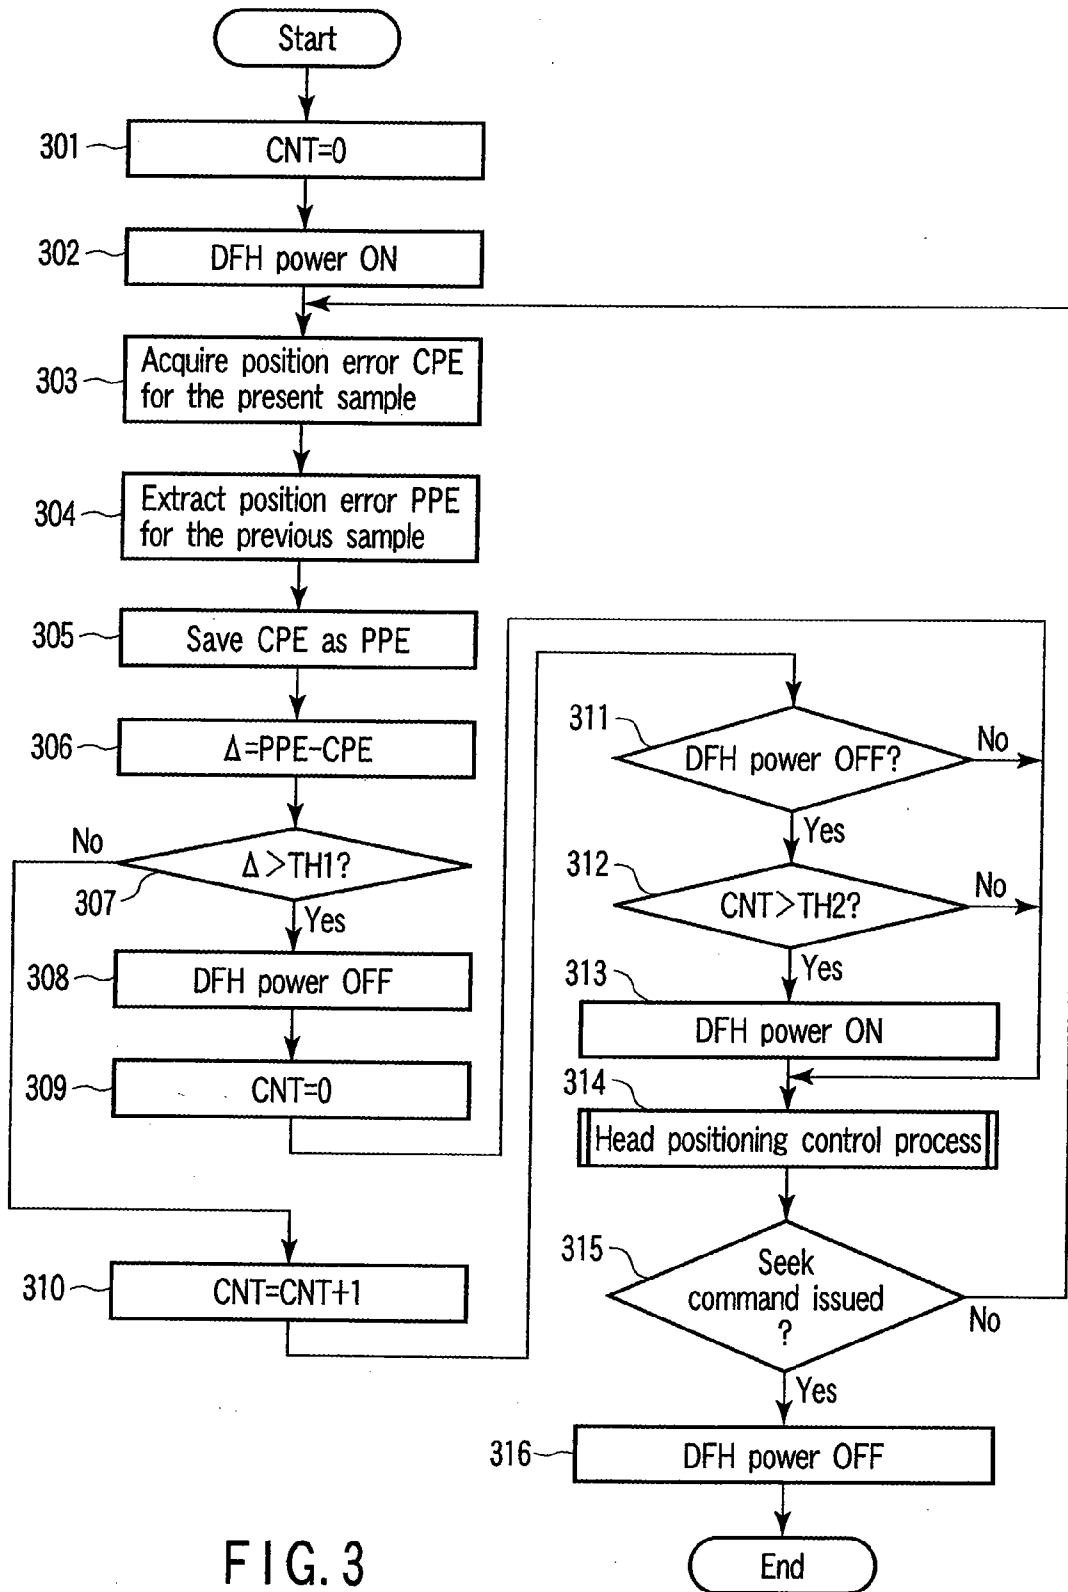 Start
301
CNT=0
302
DFH power ON
303
Acquire position error CPE
for the present sample
304
Extract position error PPE
for the previous sample
305
Save CPE as PPE
306
Δ=PPE-CPE
No
Δ>TH1?
307
Yes
308
DFH power OFF
309
CNT=0
310
CNT=CNT+1
311
DFH power OFF?
No
Yes
312
CNT>TH2?
No
Yes
313
DFH power ON
314
Head positioning control process
315
Seek
command issued
?
No
Yes
316
DFH power OFF
End
FIG. 3